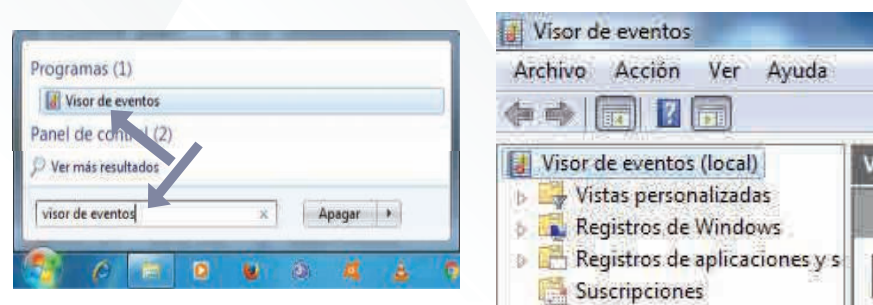 Programas (1)
Visor de eventos
Panel de control (2)
Ver más resultados
visor de eventos
Apagar
Visor de eventos
Archivo Acción Ver Ayuda
Visor de eventos (local)
Vistas personalizadas
Registros de Windows
Registros de aplicaciones y s
Suscripciones